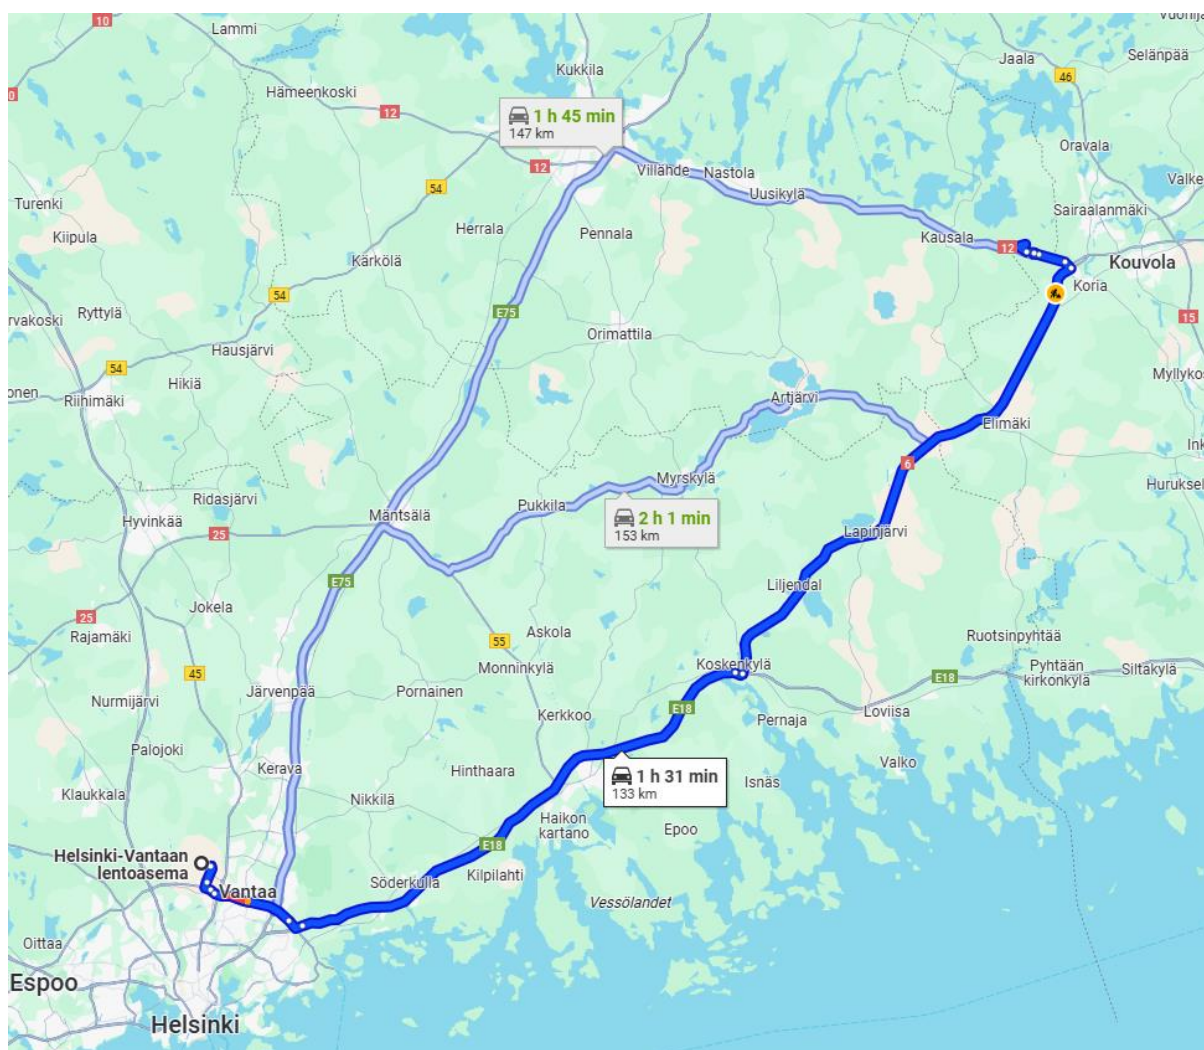 10
Lammi
Vuohija
Jaala
46
Selänpää
Kukkila
Hämeenkoski
12
1 h 45 min
147 km
12
Oravala
Villähde
Nastola
Uusikylä
Valke
54
Turenki
Kiipula
Herrala
Pennala
Sairaalanmäki
Kausala
12
Kärkölä
Kouvola
Koria
54
E75
15
rvakoski
Ryttylä
Orimattila
Hausjärvi
54
Hikiä
onen
Riihimäki
Myllykos
Artjärvi
Elimäki
Ink
6
Myrskylä
Huruksel
Ridasjärvi
Pukkila
Mäntsälä
Hyvinkää
25
2 h 1 min
153 km
Lapinjärvi
E75
Liljendal
Jokela
25
Rajamäki
Askola
55
Ruotsinpyhtää
Monninkylä
Koskenkylä
45
E18
Pyhtään
kirkonkylä
Siltakylä
Nurmijärvi
Järvenpää
Pornainen
Kerkkoo
E18
Pernaja
Loviisa
Palojoki
Kerava
Hinthaara
1 h 31 min
133 km
Isnäs
Valko
Klaukkala
Nikkilä
Haikon
kartano
Epoo
E18
Helsinki-Vantaan
lentoasema
Vantaa
Söderkulla
Kilpilahti
Vessölandet
Oittaa
Espoo
Helsinki